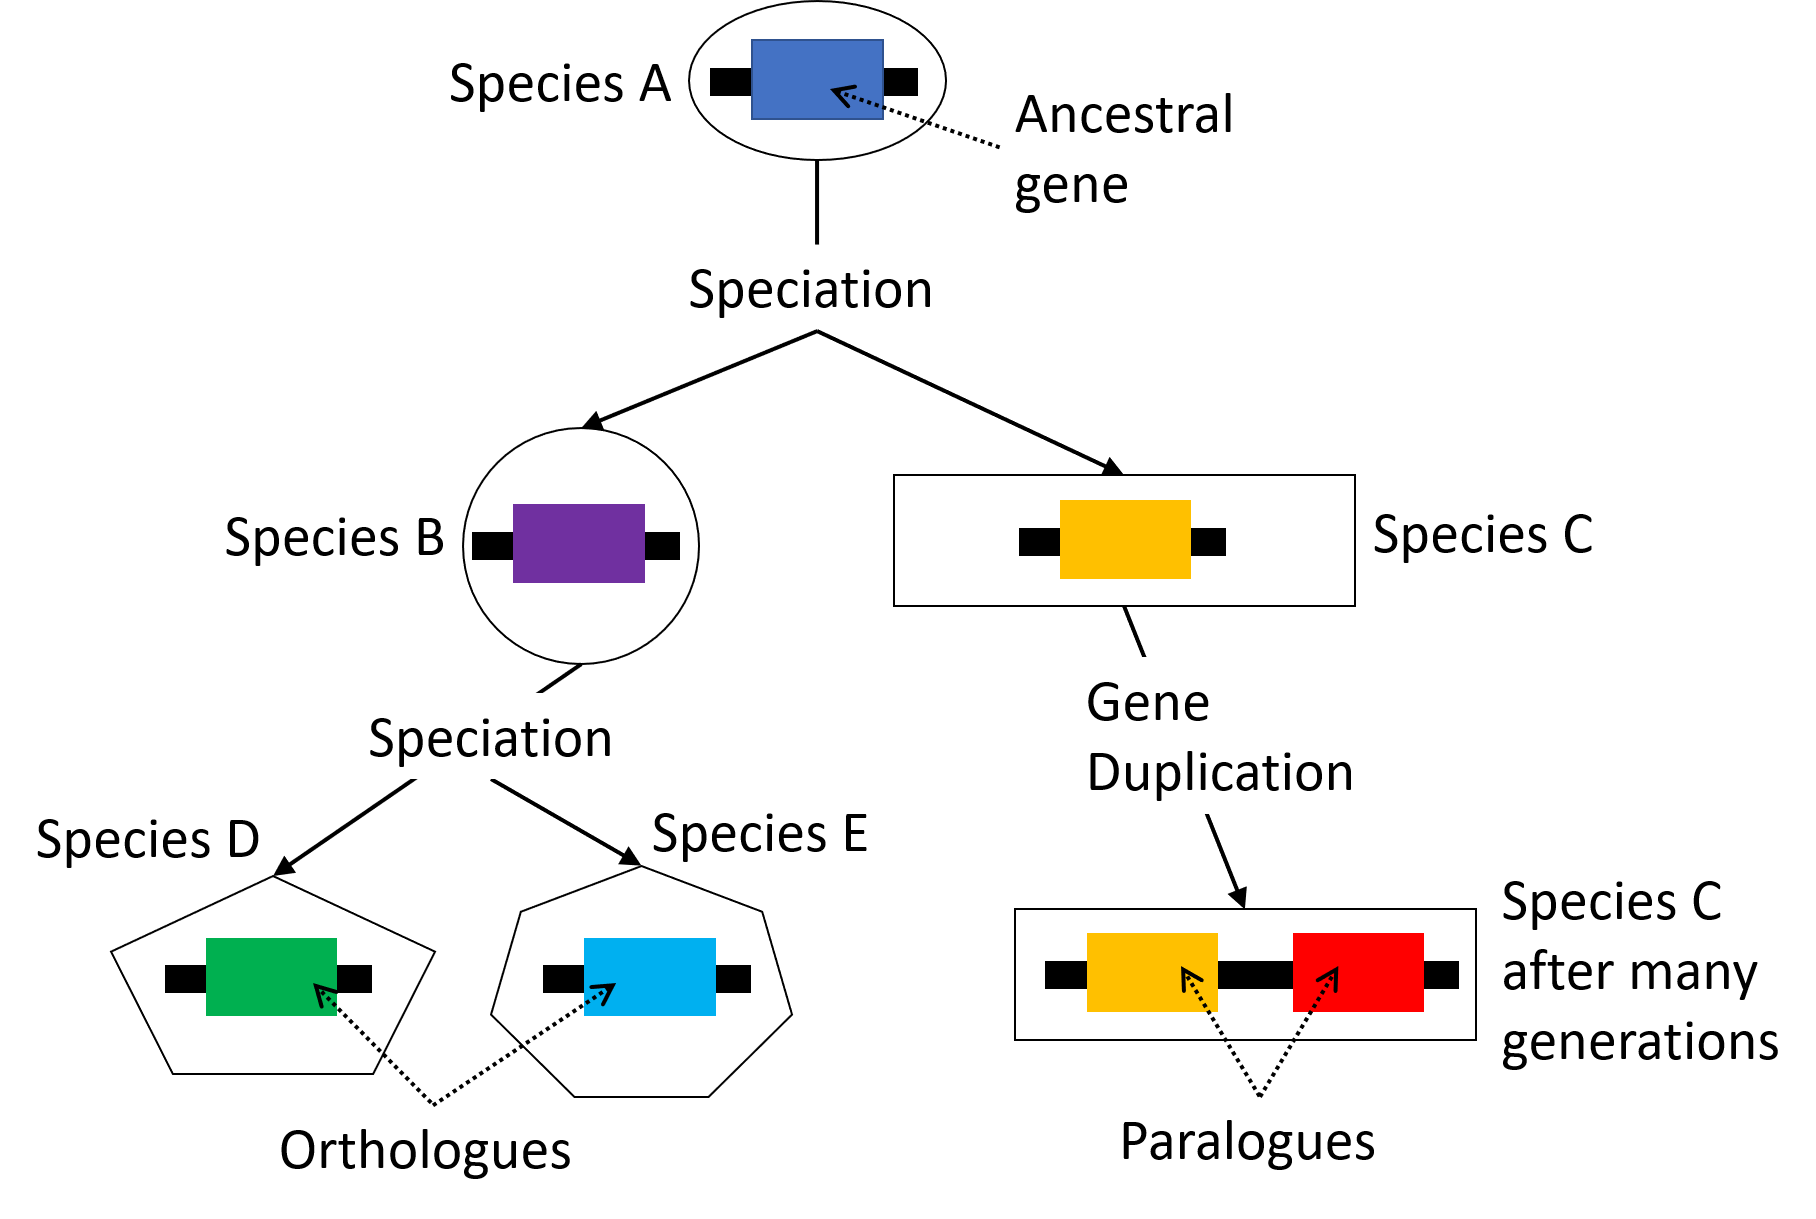 Species A
Ancestral
gene
Speciation
Species B
Species C
Speciation
Gene
Duplication
Species D
Species E
Species C
after many
generations
Orthologues
Paralogues